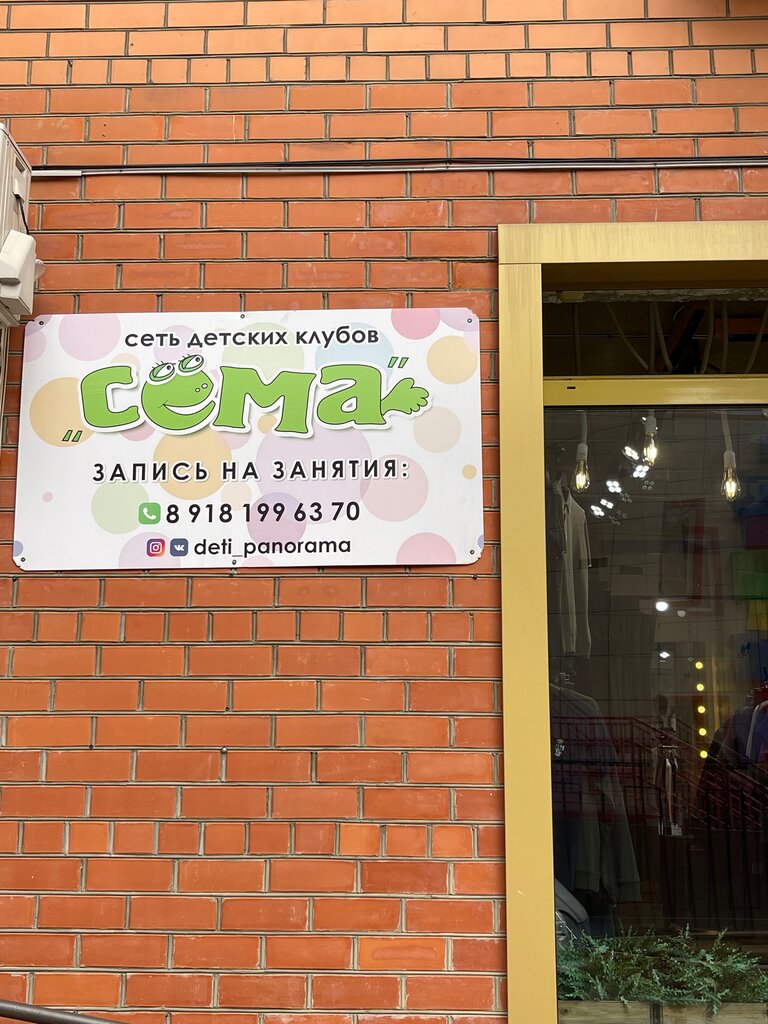 сеть детских клубов
"сёма"
ЗАПИСЬ НА ЗАНЯТИЯ:
8 918 199 63 70
deti_panorama